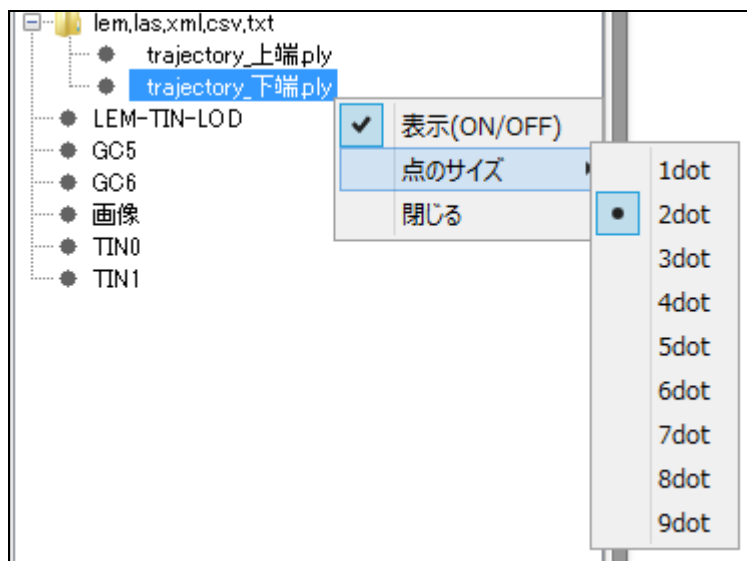 lem,las,xml,csv,txt
trajectory_上端.ply
trajectory_下端.ply
LEM-TIN-LOD
GC5
GC6
画像
TIN0
TIN1
表示(ON/OFF)
点のサイズ
閉じる
1dot
2dot
3dot
4dot
5dot
6dot
7dot
8dot
9dot